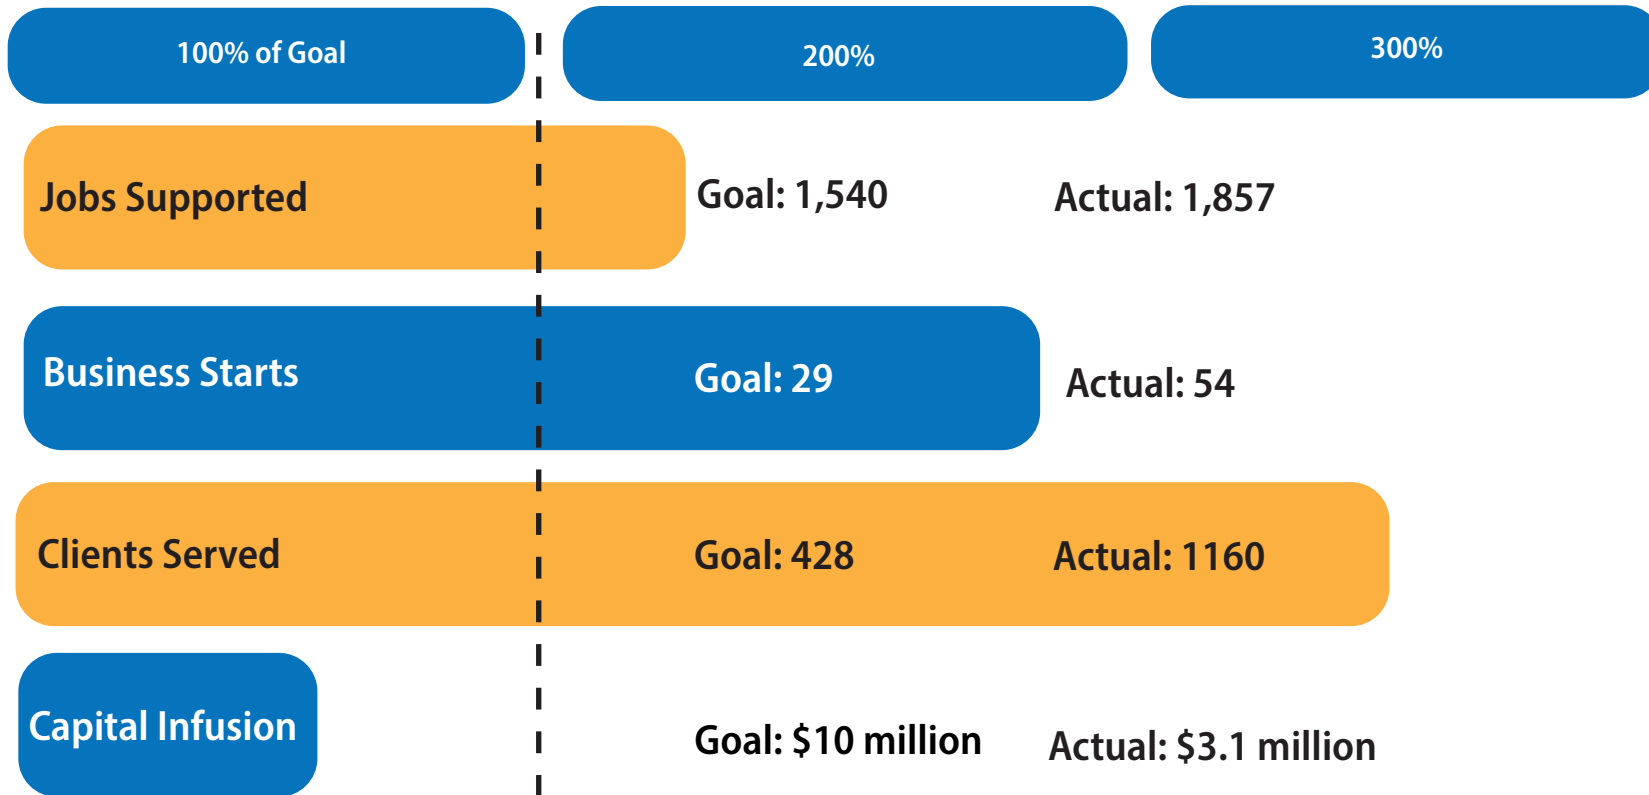 100% of Goal
200%
300%
Jobs Supported
Goal: 1,540
Actual: 1,857
Business Starts
Goal: 29
Actual: 54
Clients Served
Goal: 428
Actual: 1160
Capital Infusion
Goal: $10 million
Actual: $3.1 million